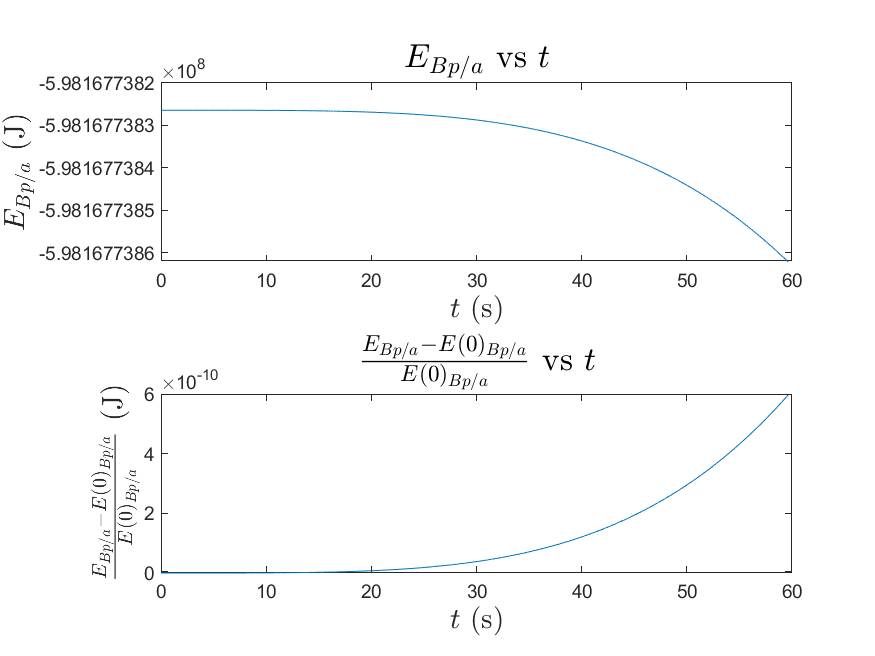 E_{Bp/a} vs t
×10^8
-5.981677382
-5.981677383
-5.981677384
-5.981677385
-5.981677386
E_{Bp/a} (J)
0 10 20 30 40 50 60
t (s)
\frac{E_{Bp/a}-E(0)_{Bp/a}}{E(0)_{Bp/a}} vs t
×10^{-10}
6
4
2
0
\frac{E_{Bp/a}-E(0)_{Bp/a}}{E(0)_{Bp/a}} (J)
0 10 20 30 40 50 60
t (s)